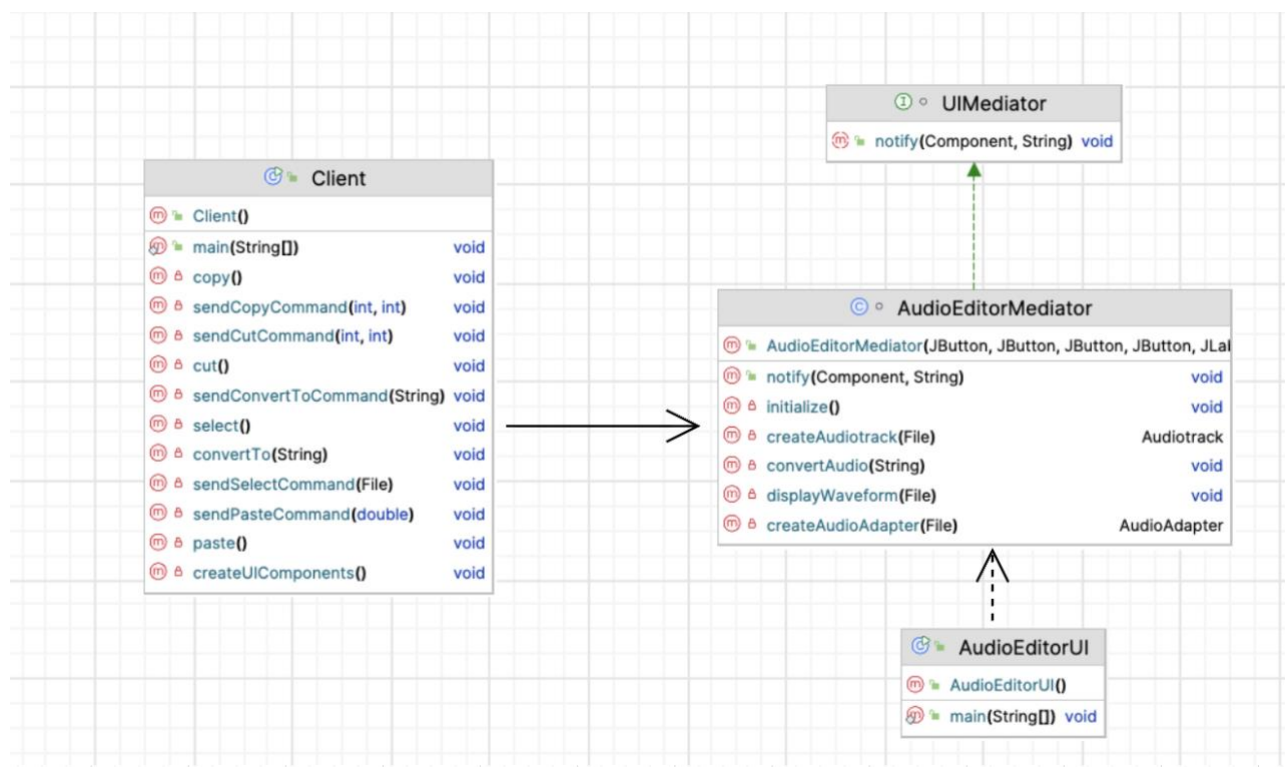 Client
Client()
main(String[]) void
copy() void
sendCopyCommand(int, int) void
sendCutCommand(int, int) void
cut() void
sendConvertToCommand(String) void
select() void
convertTo(String) void
sendSelectCommand(File) void
sendPasteCommand(double) void
paste() void
createUIComponents() void
UIMediator
notify(Component, String) void
AudioEditorMediator
AudioEditorMediator(JButton, JButton, JButton, JButton, JLal
notify(Component, String) void
initialize() void
createAudiotrack(File) Audiotrack
convertAudio(String) void
displayWaveform(File) void
createAudioAdapter(File) AudioAdapter
AudioEditorUI
AudioEditorUI()
main(String[]) void